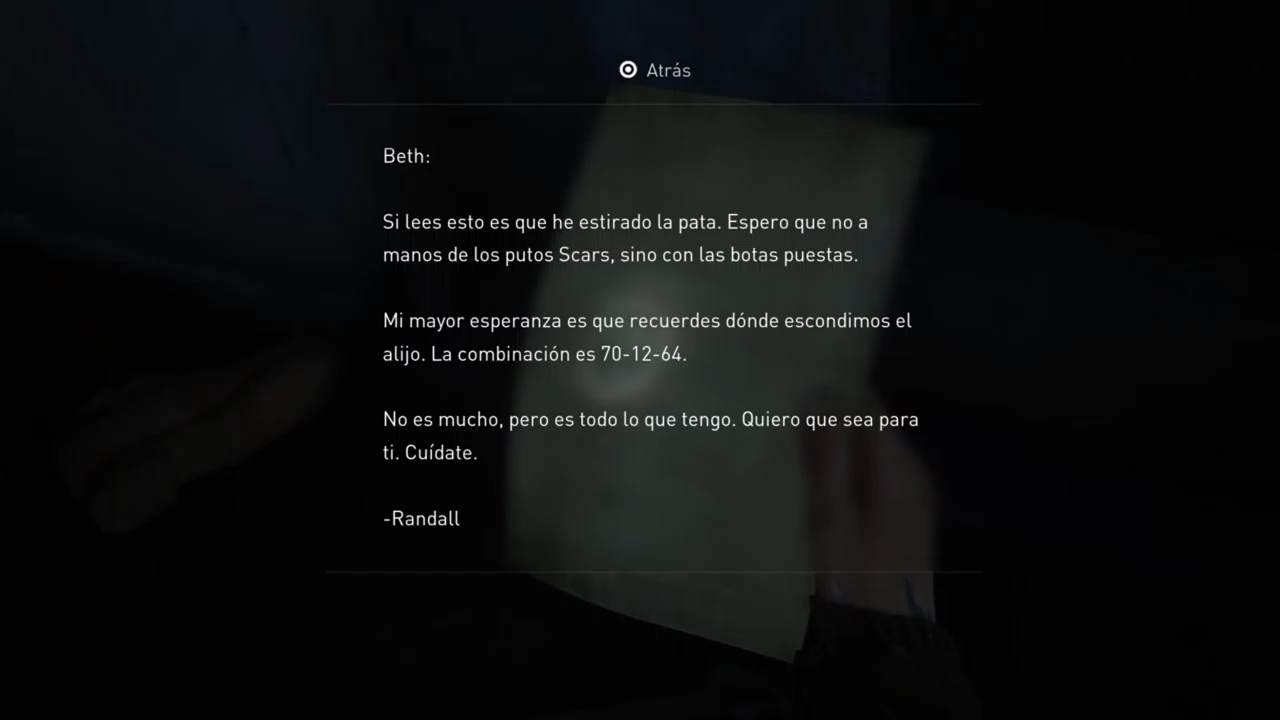 Atrás
Beth:
Si lees esto es que he estirado la pata. Espero que no a
manos de los putos Scars, sino con las botas puestas.
Mi mayor esperanza es que recuerdes dónde escondimos el
alijo. La combinación es 70-12-64.
No es mucho, pero es todo lo que tengo. Quiero que sea para
ti. Cuídate.
-Randall